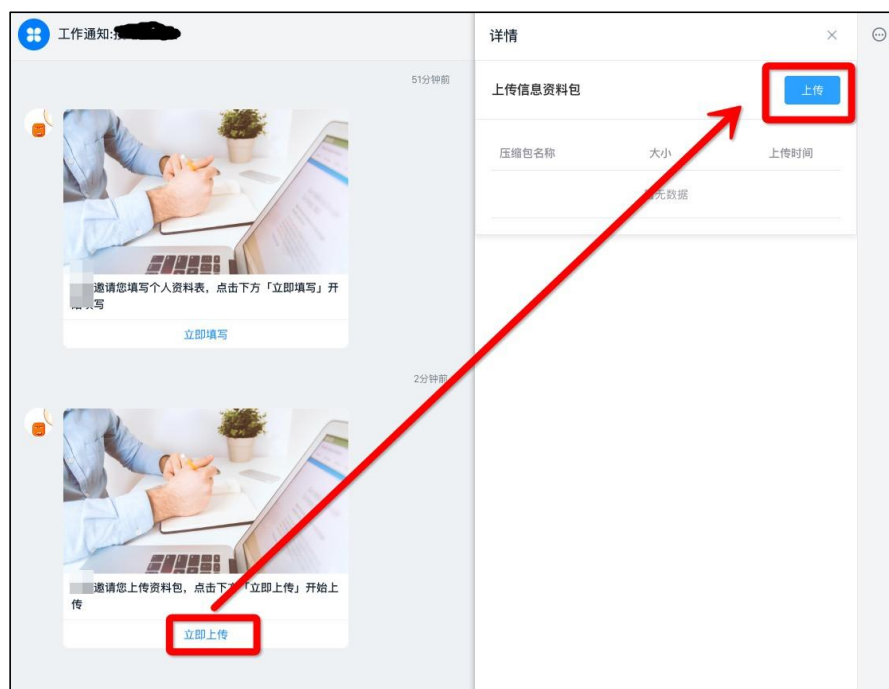 工作通知:
详情
51分钟前
上传信息资料包
上传
压缩包名称
大小
上传时间
无数据
邀请您填写个人资料表，点击下方「立即填写」开
写
立即填写
2分钟前
邀请您上传资料包，点击下方「立即上传」开始上
传
立即上传